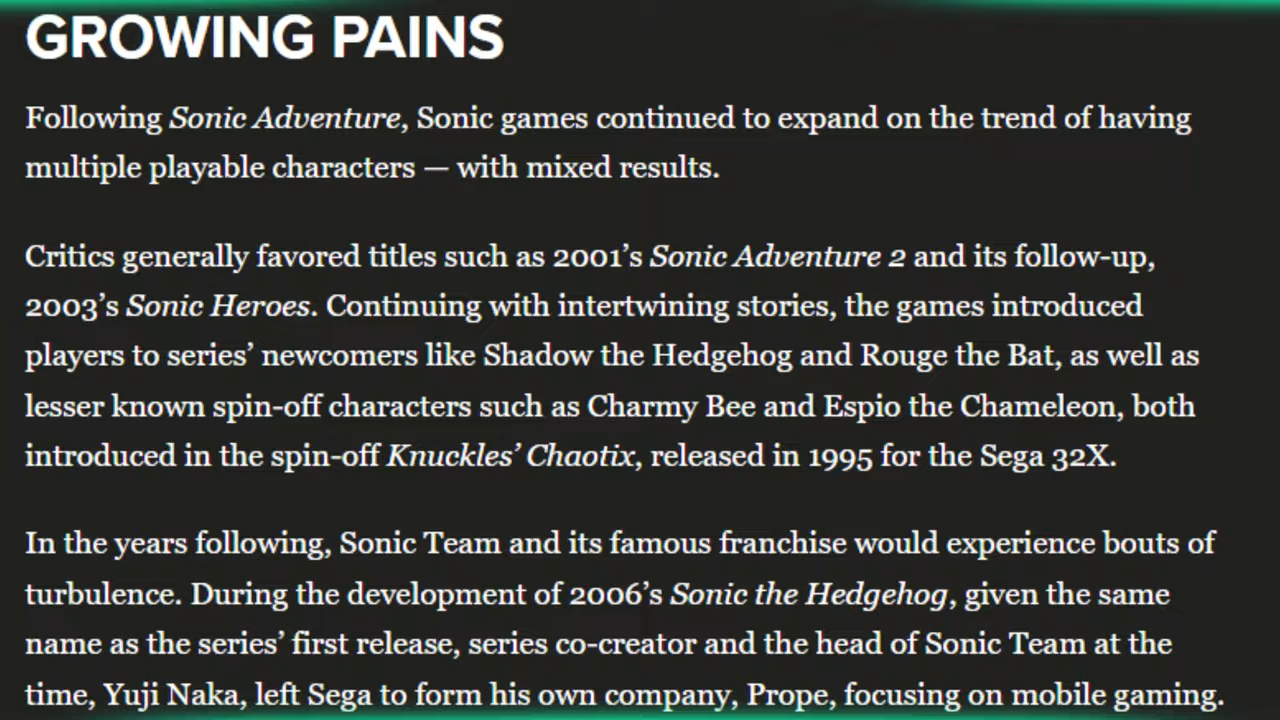 GROWING PAINS
Following Sonic Adventure, Sonic games continued to expand on the trend of having
multiple playable characters — with mixed results.
Critics generally favored titles such as 2001’s Sonic Adventure 2 and its follow-up,
2003’s Sonic Heroes. Continuing with intertwining stories, the games introduced
players to series’ newcomers like Shadow the Hedgehog and Rouge the Bat, as well as
lesser known spin-off characters such as Charmy Bee and Espio the Chameleon, both
introduced in the spin-off Knuckles’ Chaotix, released in 1995 for the Sega 32X.
In the years following, Sonic Team and its famous franchise would experience bouts of
turbulence. During the development of 2006’s Sonic the Hedgehog, given the same
name as the series’ first release, series co-creator and the head of Sonic Team at the
time, Yuji Naka, left Sega to form his own company, Prope, focusing on mobile gaming.